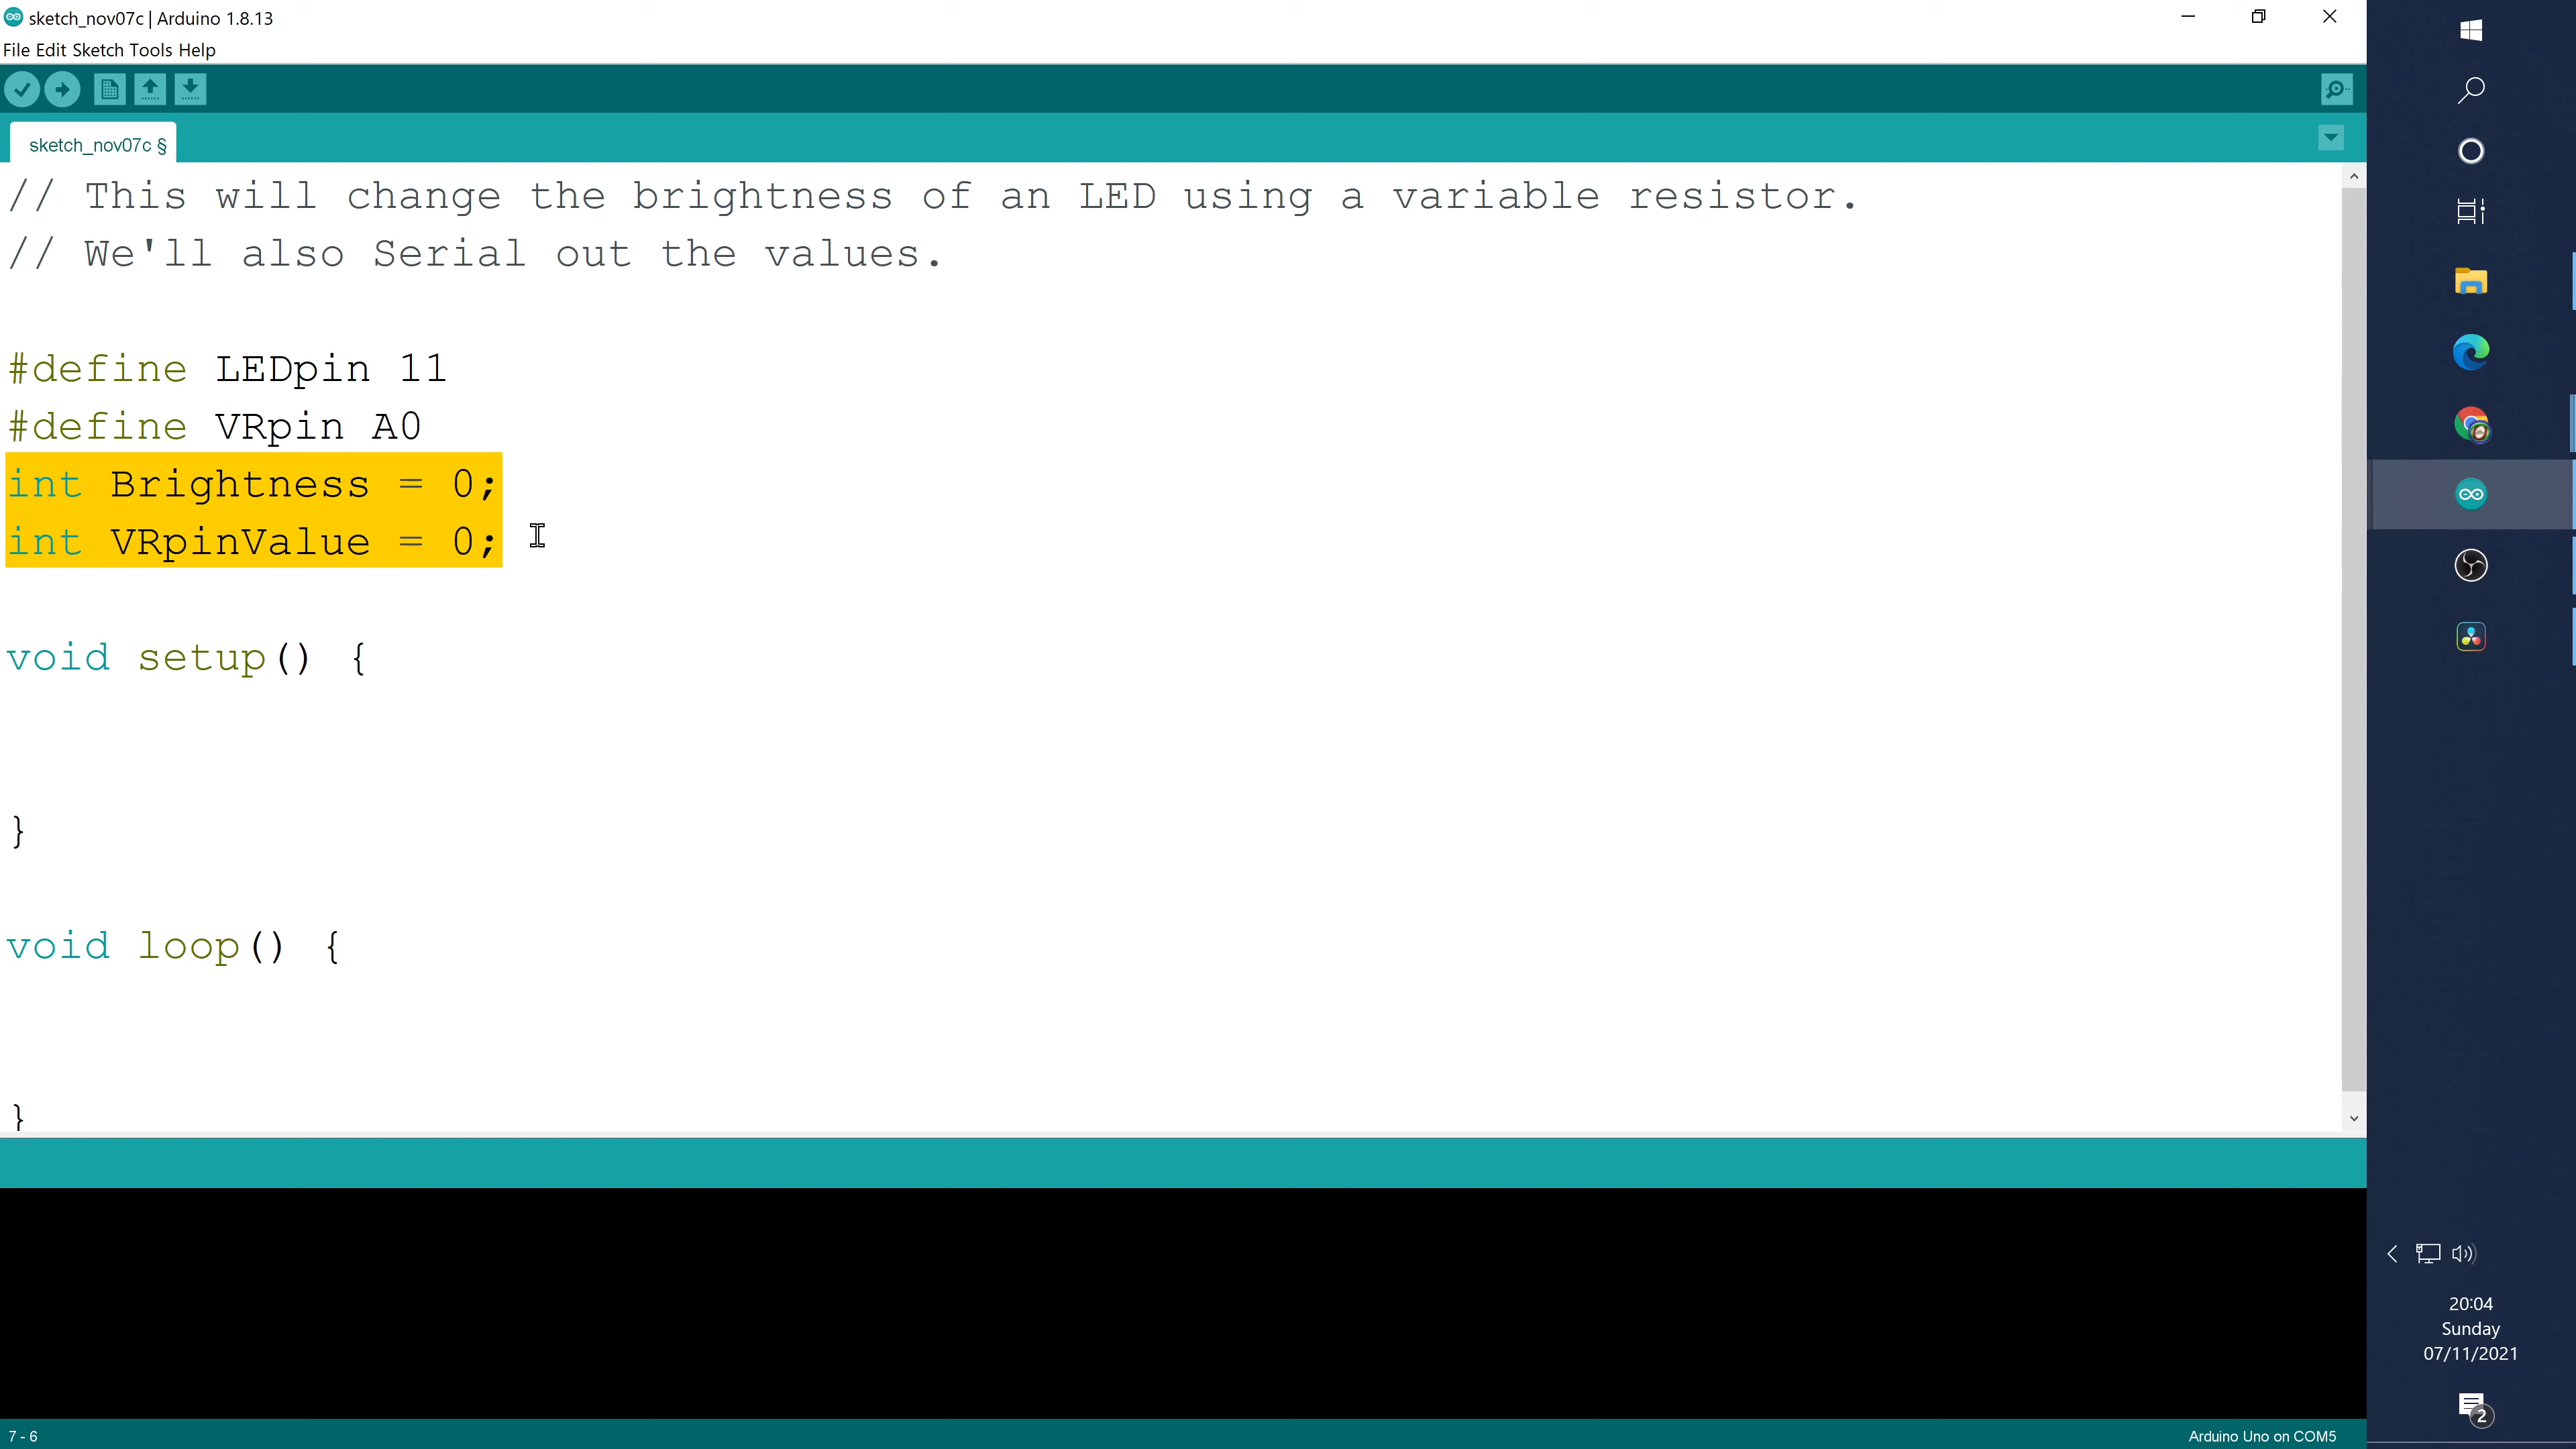 sketch_nov07c | Arduino 1.8.13
File Edit Sketch Tools Help
sketch_nov07c §
// This will change the brightness of an LED using a variable resistor.
// We'll also Serial out the values.
#define LEDpin 11
#define VRpin A0
int Brightness = 0;
int VRpinValue = 0;
void setup() {
}
void loop() {
}
20:04
Sunday
07/11/2021
2
7 - 6
Arduino Uno on COM5